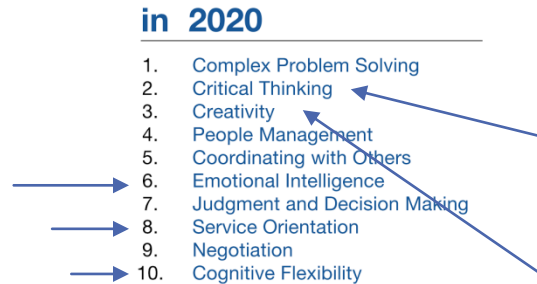 in 2020
1. Complex Problem Solving
2. Critical Thinking
3. Creativity
4. People Management
5. Coordinating with Others
6. Emotional Intelligence
7. Judgment and Decision Making
8. Service Orientation
9. Negotiation
10. Cognitive Flexibility